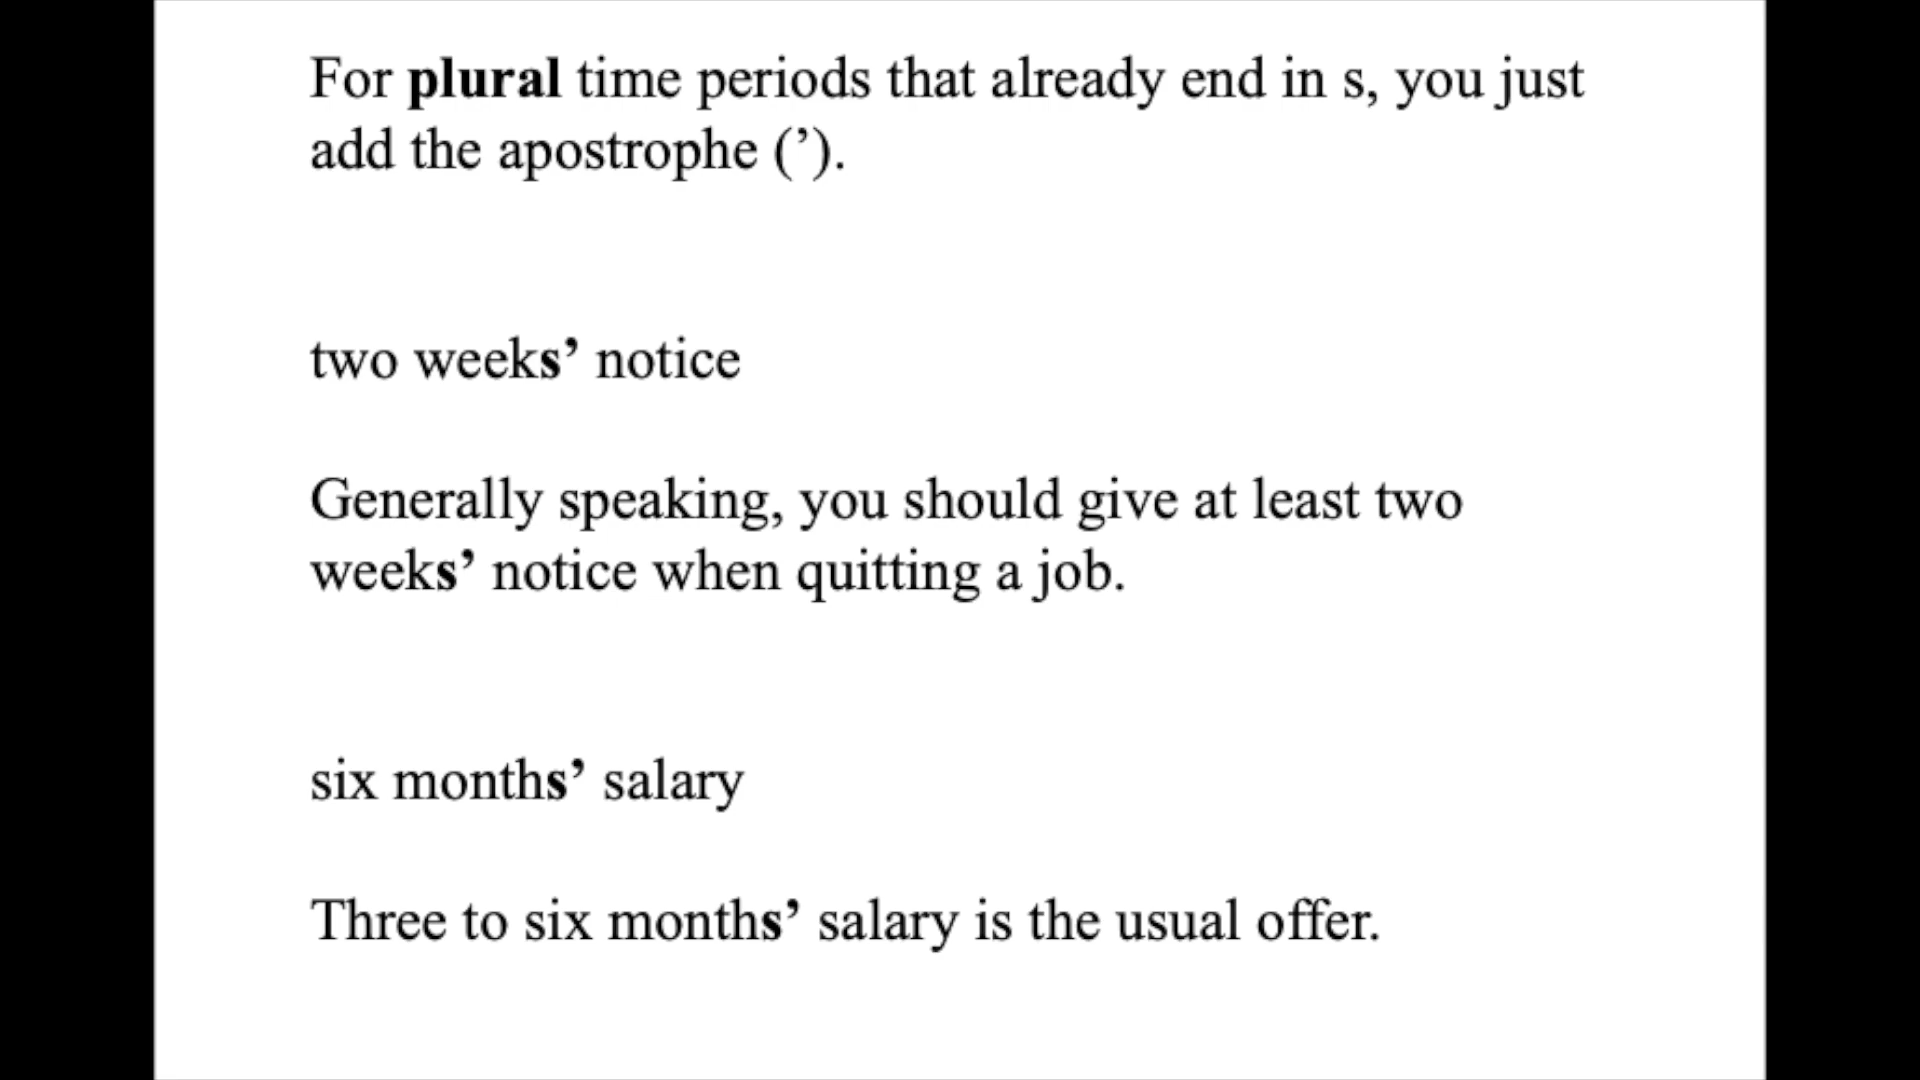 For plural time periods that already end in s, you just
add the apostrophe (’).
two weeks’ notice
Generally speaking, you should give at least two
weeks’ notice when quitting a job.
six months’ salary
Three to six months’ salary is the usual offer.